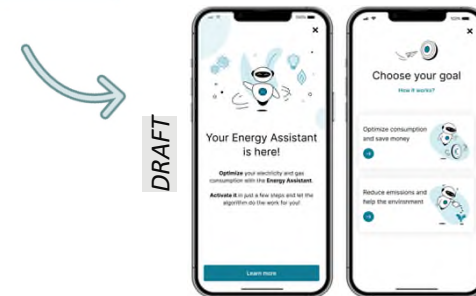 DRAFT
100%
Your Energy Assistant
is here!
Optimize your electricity and gas
consumption with the Energy Assistant.
Activate it in just a few steps and let the
algorithm do the work for you!
Learn more
100%
Choose your goal
How it works?
Optimize consumption
and save money
Reduce emissions and
help the environment